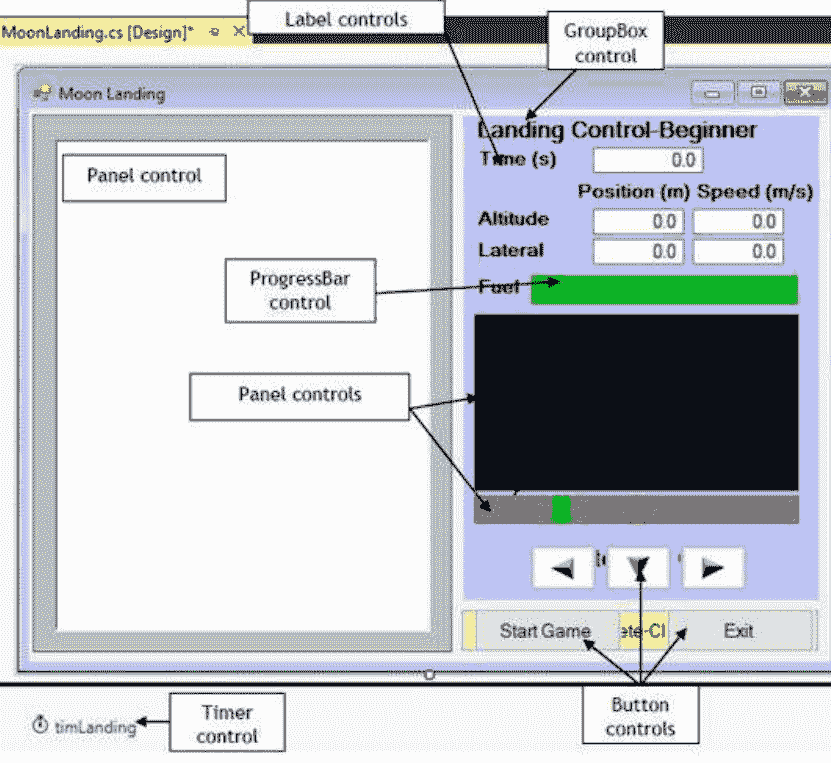 Label controls
MoonLanding.cs [Design]*
GroupBox
control
Moon Landing
Landing Control-Beginner
Time (s) 0.0
Panel control
Position (m) Speed (m/s)
Altitude 0.0 0.0
Lateral 0.0 0.0
ProgressBar
control
Fuel
Panel controls
Start Game
Exit
Button
controls
Timer
control
timLanding